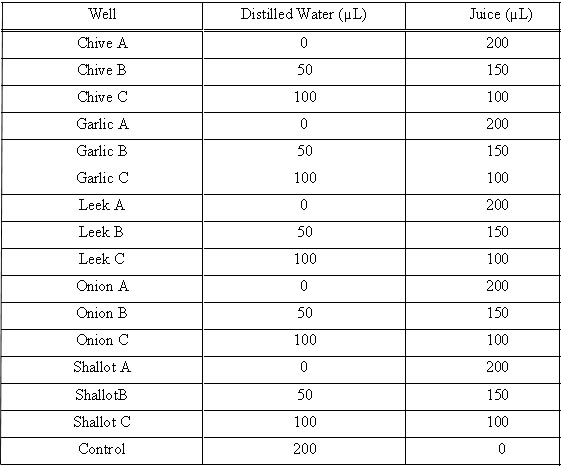 Well Distilled Water (µL) Juice (µL)
Chive A 0 200
Chive B 50 150
Chive C 100 100
Garlic A 0 200
Garlic B 50 150
Garlic C 100 100
Leek A 0 200
Leek B 50 150
Leek C 100 100
Onion A 0 200
Onion B 50 150
Onion C 100 100
Shallot A 0 200
ShallotB 50 150
Shallot C 100 100
Control 200 0